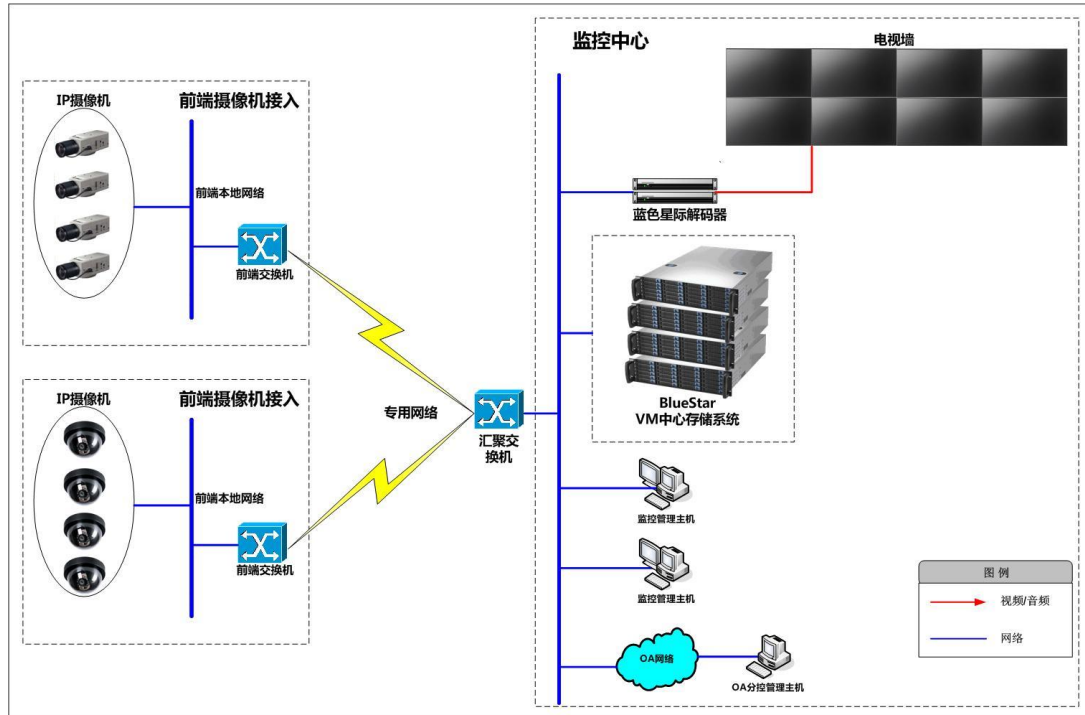 监控中心
电视墙
IP摄像机
前端摄像机接入
前端本地网络
前端交换机
蓝色星际解码器
BlueStar
VM中心存储系统
IP摄像机
前端摄像机接入
前端本地网络
前端交换机
专用网络
汇聚交
换机
监控管理主机
监控管理主机
OA网络
OA分控管理主机
图 例
视频/音频
网络